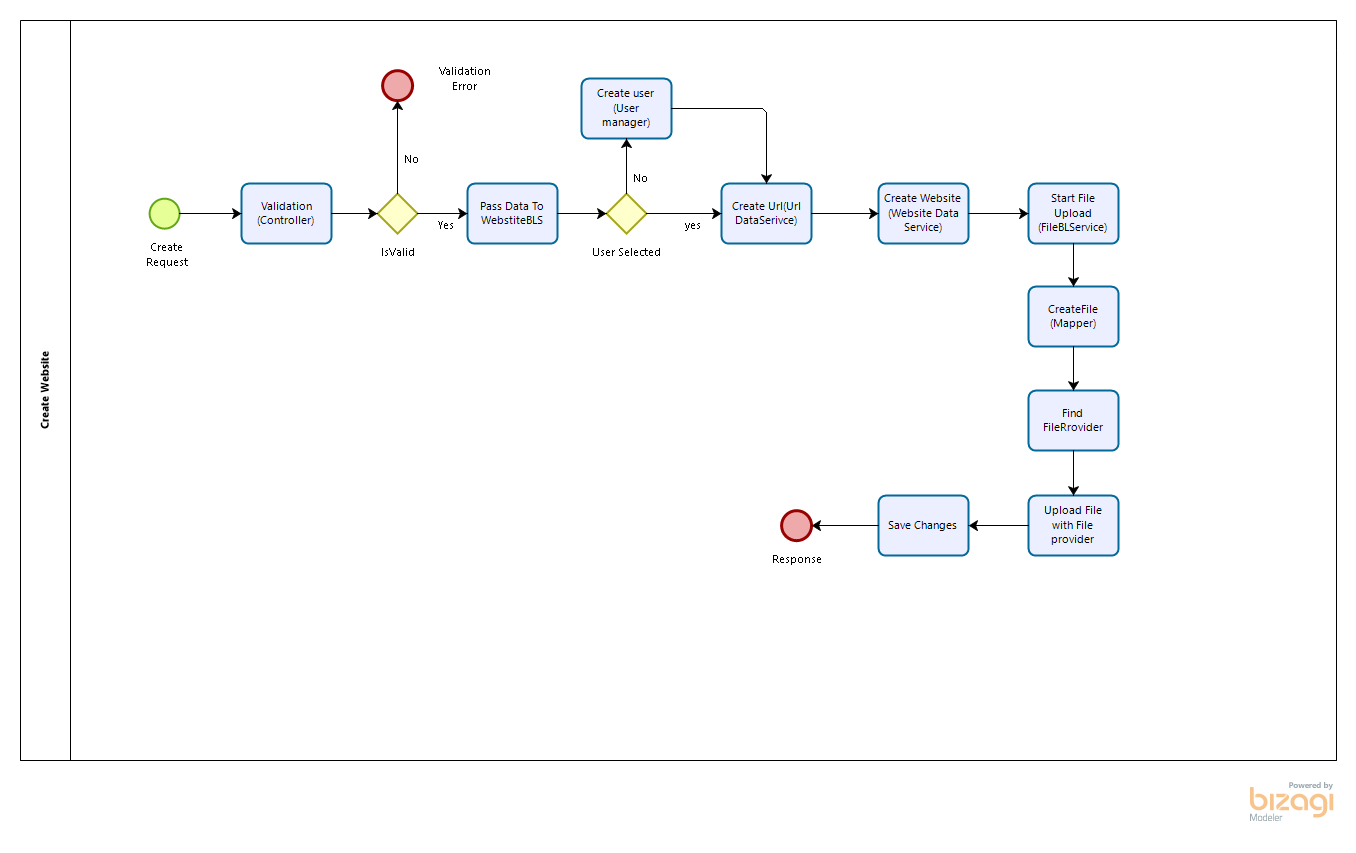 Create Website
Create
Request
Validation
(Controller)
Validation
Error
No
IsValid
Yes
Pass Data To
WebstiteBLS
Create user
(User
manager)
No
User Selected
yes
Create Url(Url
DataSerivce)
Create Website
(Website Data
Service)
Start File
Upload
(FileBLService)
CreateFile
(Mapper)
Find
FileRrovider
Upload File
with File
provider
Save Changes
Response
Powered by
bizagi
Modeler